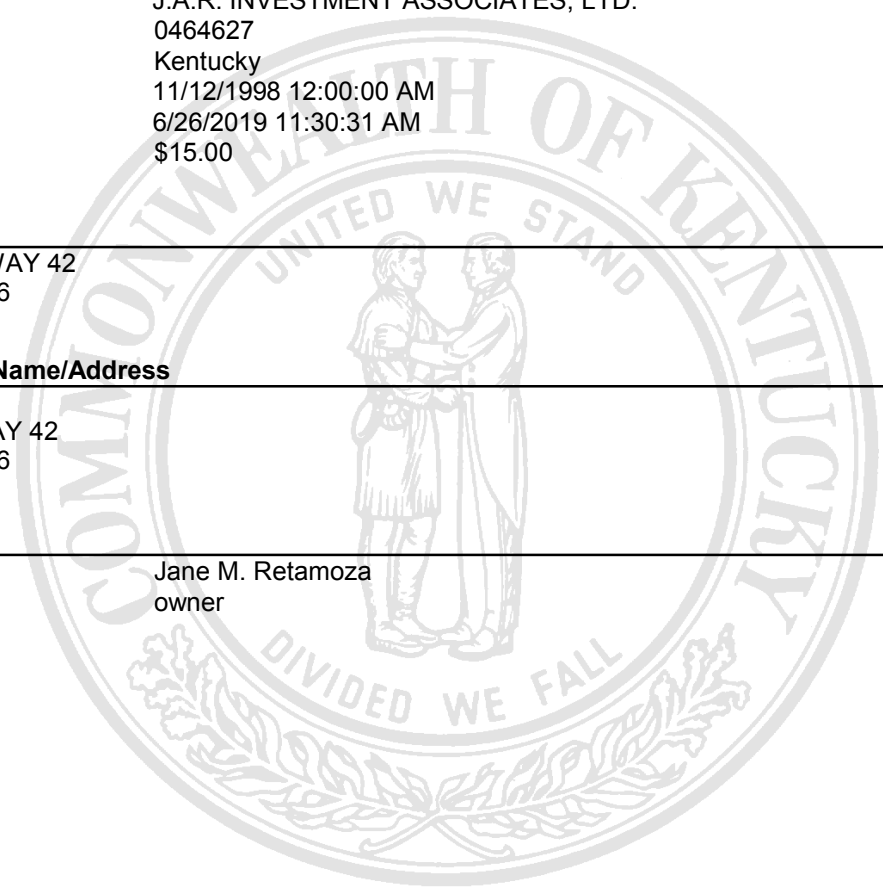 J.A.R. INVESTMENT ASSOCIATES, LTD.
0464627
Kentucky
11/12/1998 12:00:00 AM
6/26/2019 11:30:31 AM
$15.00
COMMONWEALTH OF KENTUCKY
UNITED WE STAND
WAY 42
6
Name/Address
AY 42
6
Jane M. Retamoza
owner
DIVIDED WE FALL